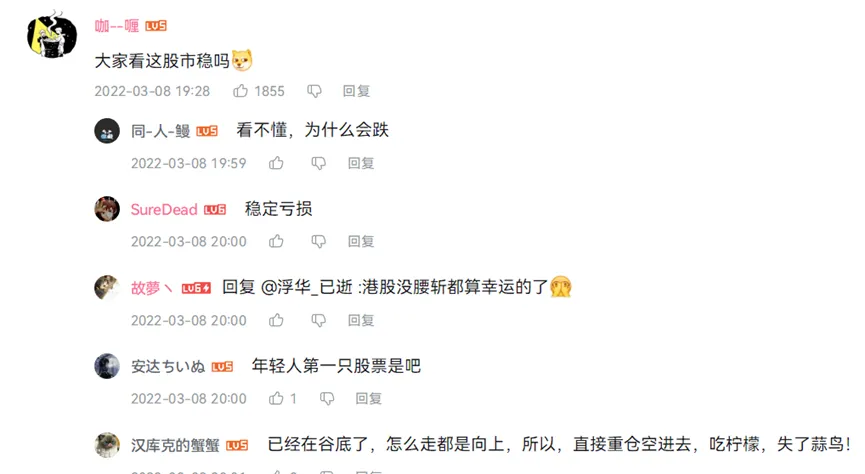 咖--喱 LV5
大家看这股市稳吗
2022-03-08 19:28 1855 回复
同-人-鳗 LV5 看不懂，为什么会跌
2022-03-08 19:59 回复
SureDead LV6 稳定亏损
2022-03-08 20:00 回复
故夢丶 LV6 回复 @浮华_已逝 :港股没腰斩都算幸运的了
2022-03-08 20:00 回复
安达ちいぬ LV5 年轻人第一只股票是吧
2022-03-08 20:00 1 回复
汉库克的蟹蟹 LV5 已经在谷底了，怎么走都是向上，所以，直接重仓空进去，吃柠檬，失了蒜鸟！